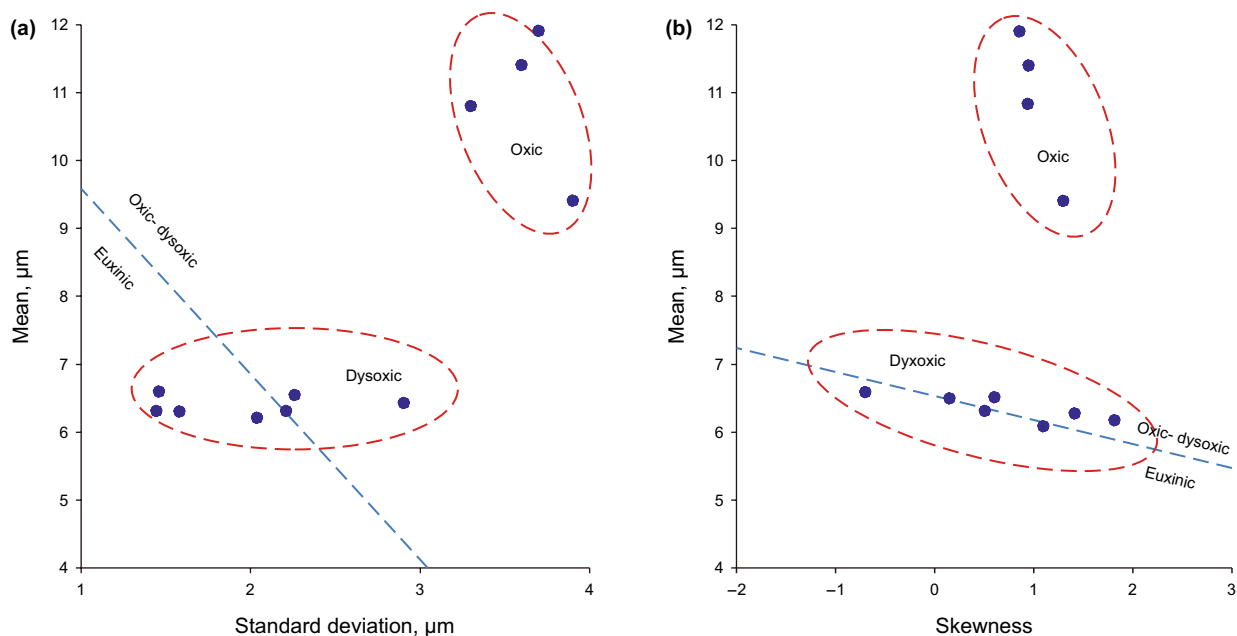 (a)
12
11
10
9
8
7
6
5
4
Mean, µm
Oxic
Oxic- dysoxic
Euxinic
Dysoxic
1
2
3
4
Standard deviation, µm
(b)
12
11
10
9
8
7
6
5
4
Mean, µm
Oxic
Dyxoxic
Oxic- dysoxic
Euxinic
–2
–1
0
1
2
3
Skewness